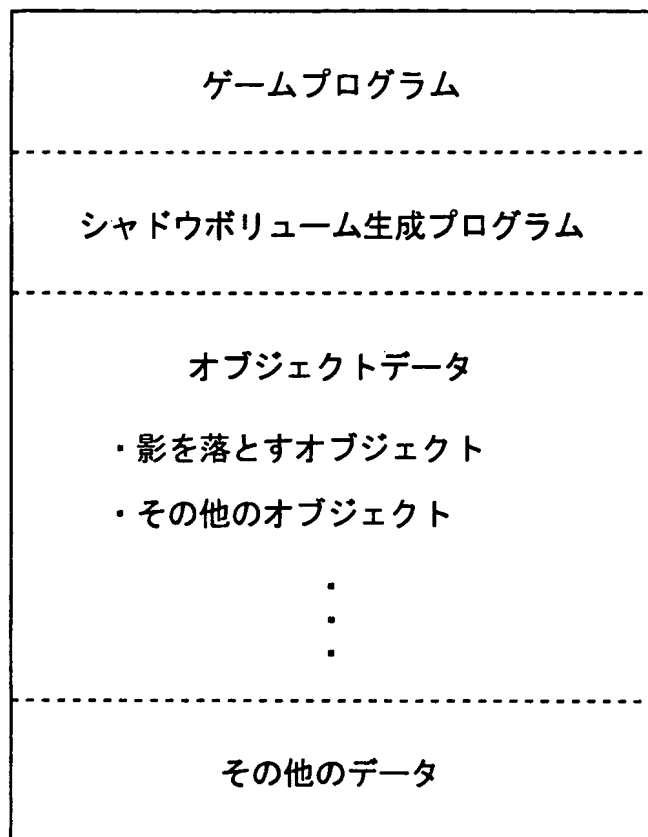 ゲームプログラム
シャドウボリューム生成プログラム
オブジェクトデータ
・影を落とすオブジェクト
・その他のオブジェクト
・
・
・
その他のデータ